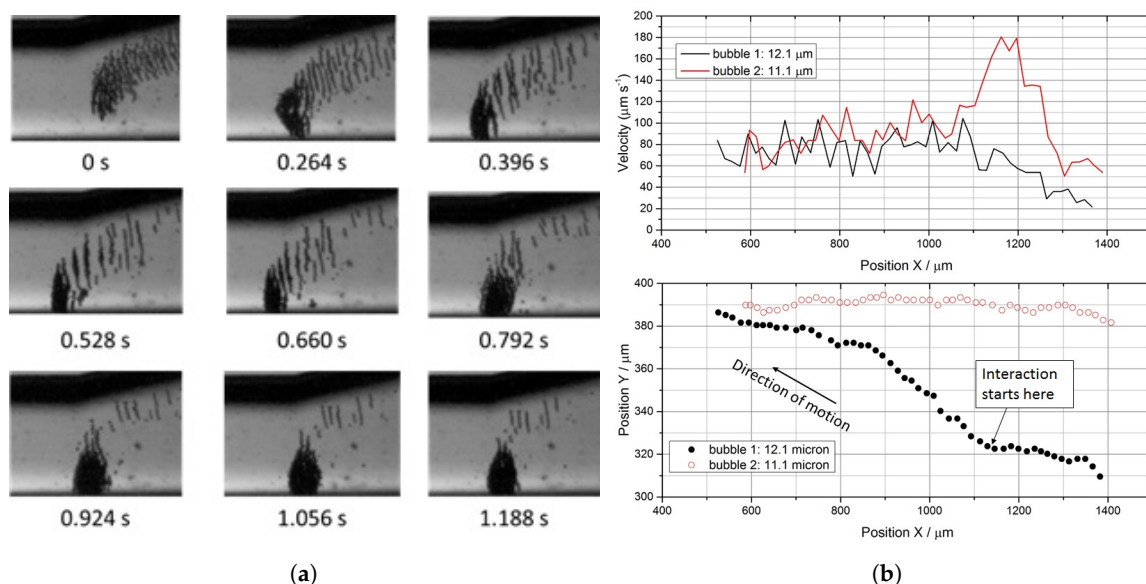 0 s
0.264 s
0.396 s
0.528 s
0.660 s
0.792 s
0.924 s
1.056 s
1.188 s
(a)
Velocity (μm s⁻¹)
200
180
160
140
120
100
80
60
40
20
0
bubble 1: 12.1 μm
bubble 2: 11.1 μm
400 600 800 1000 1200 1400
Position X / μm
Position Y / μm
400
380
360
340
320
300
Direction of motion
Interaction
starts here
bubble 1: 12.1 micron
bubble 2: 11.1 micron
400 600 800 1000 1200 1400
Position X / μm
(b)